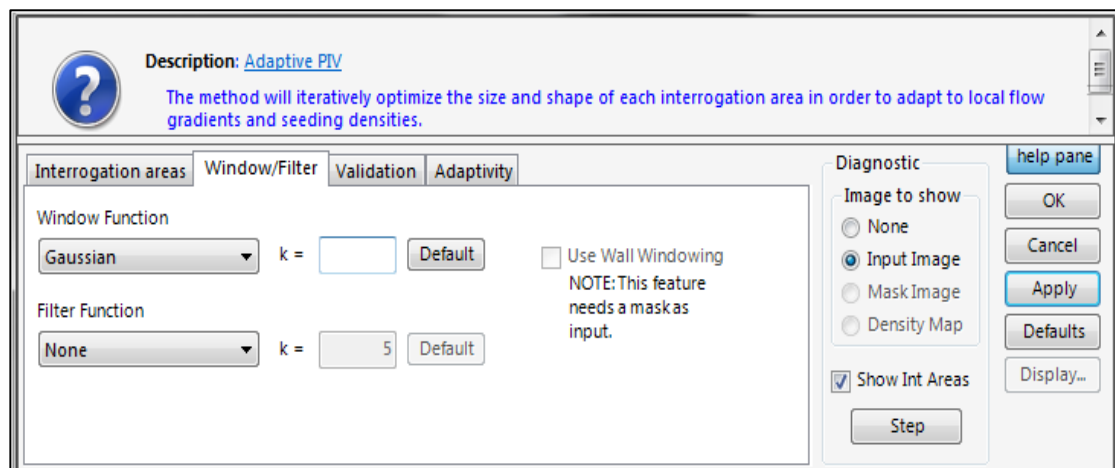 Description: Adaptive PIV
The method will iteratively optimize the size and shape of each interrogation area in order to adapt to local flow
gradients and seeding densities.
Interrogation areas Window/Filter Validation Adaptivity
Window Function
Gaussian k = Default
Use Wall Windowing
NOTE: This feature
needs a mask as
input.
Filter Function
None k = 5 Default
Diagnostic
Image to show
None
Input Image
Mask Image
Density Map
Show Int Areas
Step
help pane
OK
Cancel
Apply
Defaults
Display...